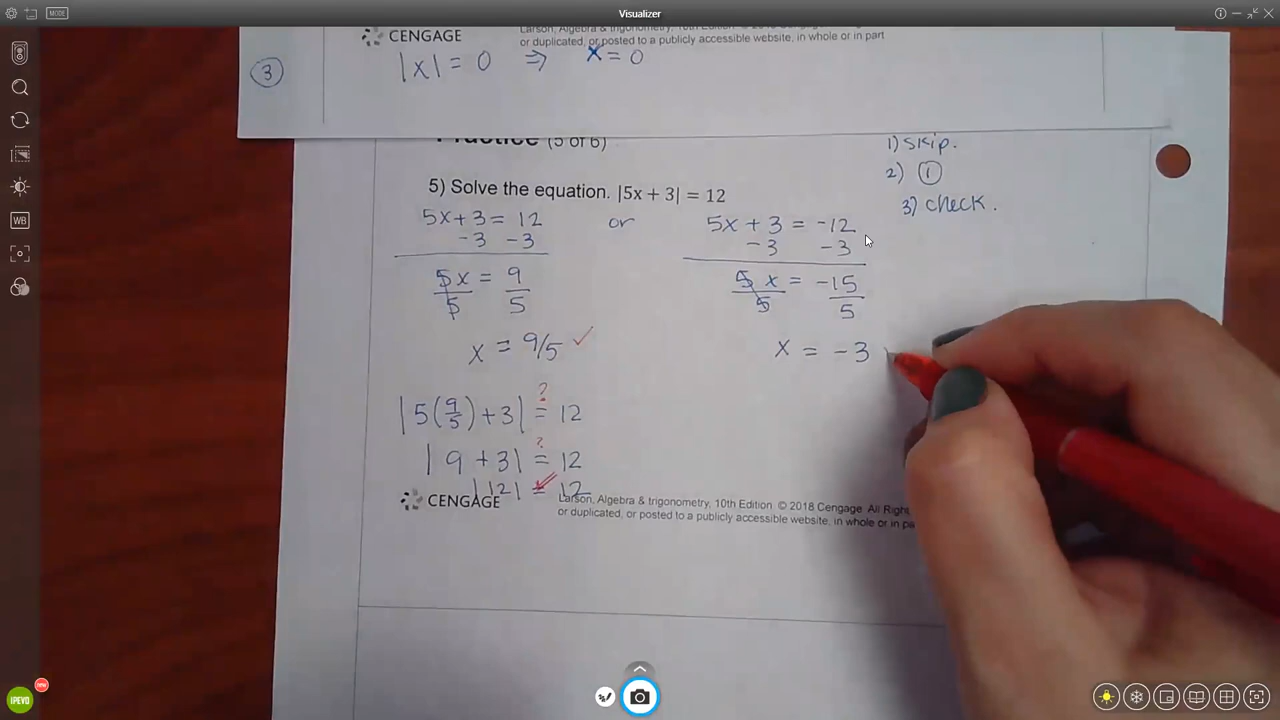 MODE
Visualizer
WB
CENGAGE
Larson, Algebra & trigonometry, 10th Edition © 2018 Cengage
or duplicated, or posted to a publicly accessible website, in whole or in part
③ |x| = 0 ⇒ x = 0
Practice (5 of 6)
1) skip.
2) ①
3) check.
5) Solve the equation. |5x + 3| = 12
5x + 3 = 12 or 5x + 3 = -12
-3 -3 -3 -3
5x = 9 5x = -15
5 5 5 5
x = 9/5 ✓ x = -3
|5(9/5) + 3| ≟ 12
|9 + 3| ≟ 12
|12| = 12
CENGAGE
Larson, Algebra & trigonometry, 10th Edition © 2018 Cengage All Right
or duplicated, or posted to a publicly accessible website, in whole or in pa
IPEVO
new